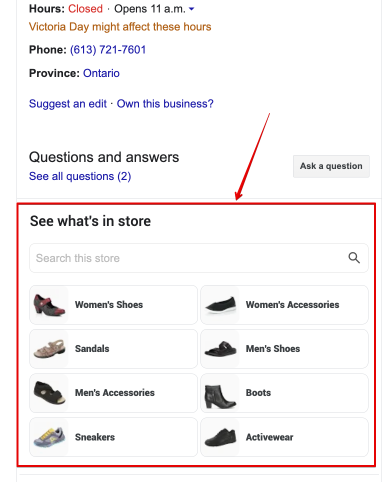 Hours: Closed · Opens 11 a.m.
Victoria Day might affect these hours
Phone: (613) 721-7601
Province: Ontario
Suggest an edit · Own this business?
Questions and answers
See all questions (2)
Ask a question
See what's in store
Search this store
Women's Shoes
Women's Accessories
Sandals
Men's Shoes
Men's Accessories
Boots
Sneakers
Activewear